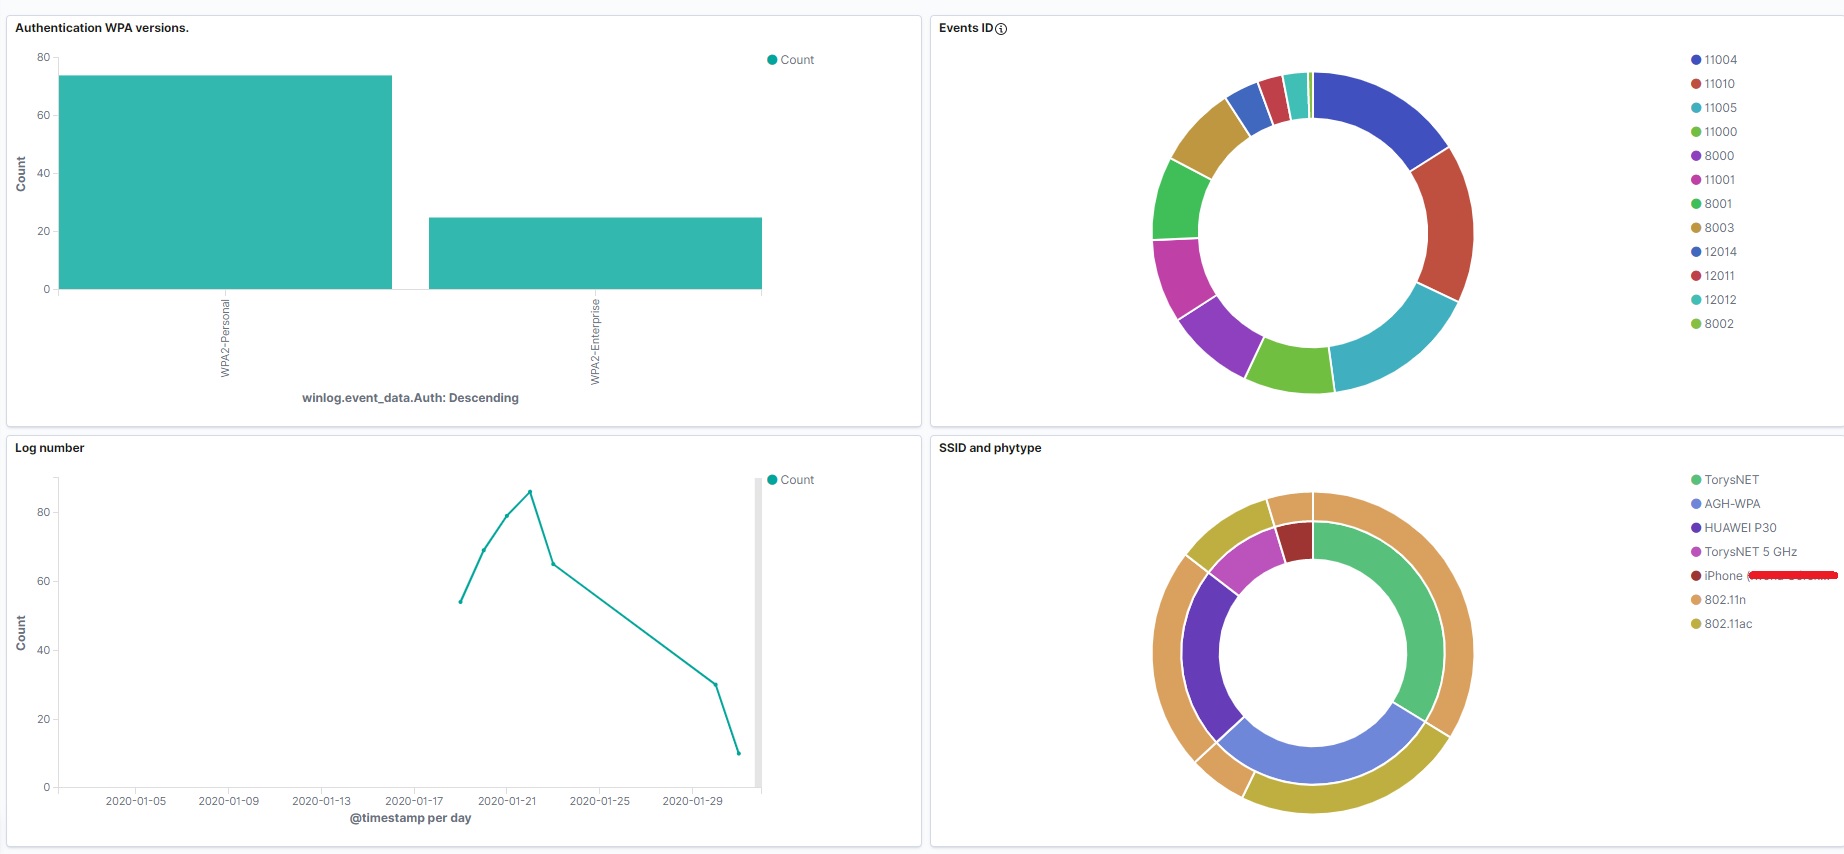 Authentication WPA versions.
Count
80
60
40
20
0
Count
WPA2-Personal
WPA2-Enterprise
winlog.event_data.Auth: Descending
Events ID
11004
11010
11005
11000
8000
11001
8001
8003
12014
12011
12012
8002
Log number
Count
80
60
40
20
0
Count
2020-01-05 2020-01-09 2020-01-13 2020-01-17 2020-01-21 2020-01-25 2020-01-29
@timestamp per day
SSID and phytype
TorysNET
AGH-WPA
HUAWEI P30
TorysNET 5 GHz
iPhone (
802.11n
802.11ac